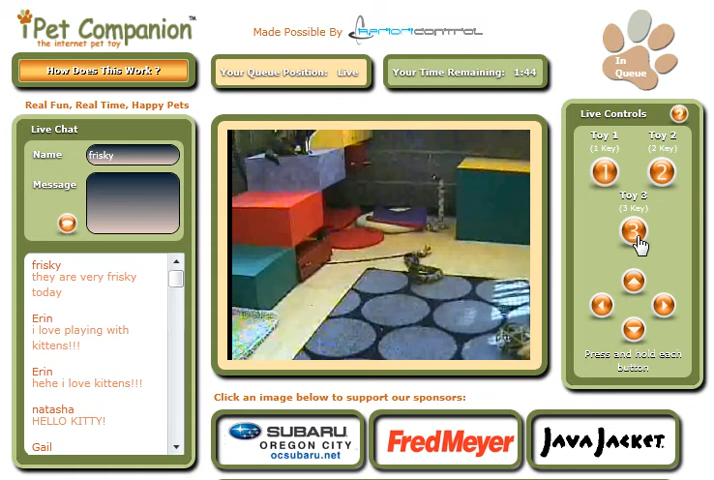 iPet Companion™
the internet pet toy
Made Possible By
In
Queue
How Does This Work ?
Your Queue Position: Live
Your Time Remaining: 1:44
Real Fun, Real Time, Happy Pets
Live Chat
Name
frisky
Message
frisky
they are very frisky
today
Erin
i love playing with
kittens!!!
Erin
hehe i love kittens!!!
natasha
HELLO KITTY!
Gail
Live Controls
?
Toy 1
(1 Key)
Toy 2
(2 Key)
1
2
Toy 3
(3 Key)
3
Press and hold each
button
Click an image below to support our sponsors:
SUBARU
OREGON CITY
ocsubaru.net
FredMeyer
JAVAJACKET